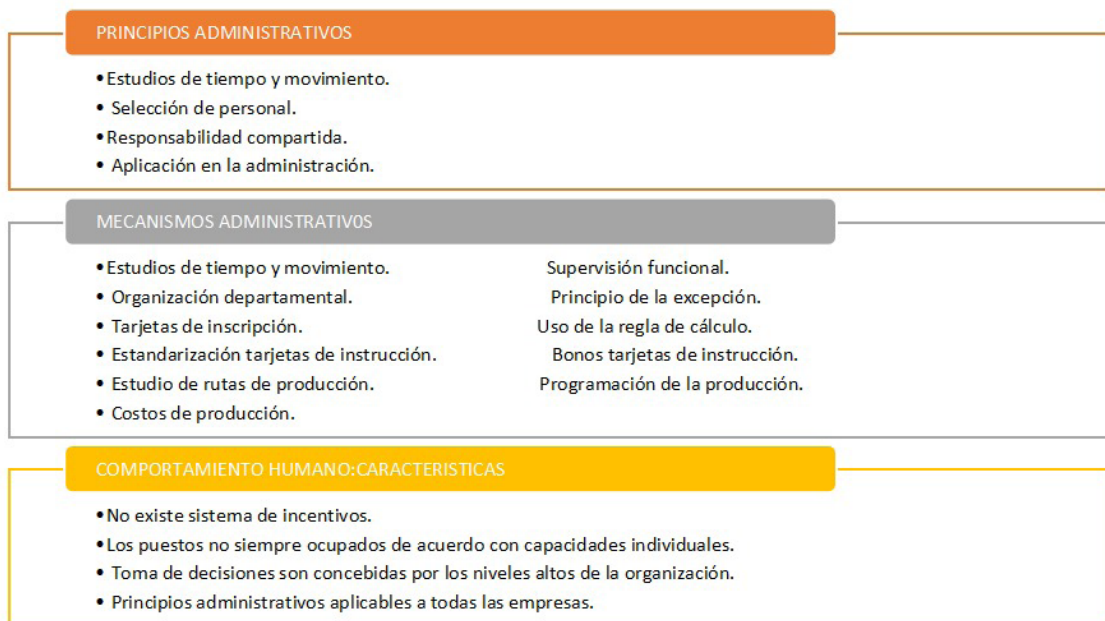 PRINCIPIOS ADMINISTRATIVOS
•Estudios de tiempo y movimiento.
• Selección de personal.
•Responsabilidad compartida.
• Aplicación en la administración.
MECANISMOS ADMINISTRATIV0S
•Estudios de tiempo y movimiento. Supervisión funcional.
• Organización departamental. Principio de la excepción.
• Tarjetas de inscripción. Uso de la regla de cálculo.
• Estandarización tarjetas de instrucción. Bonos tarjetas de instrucción.
• Estudio de rutas de producción. Programación de la producción.
• Costos de producción.
COMPORTAMIENTO HUMANO:CARACTERISTICAS
•No existe sistema de incentivos.
•Los puestos no siempre ocupados de acuerdo con capacidades individuales.
• Toma de decisiones son concebidas por los niveles altos de la organización.
• Principios administrativos aplicables a todas las empresas.